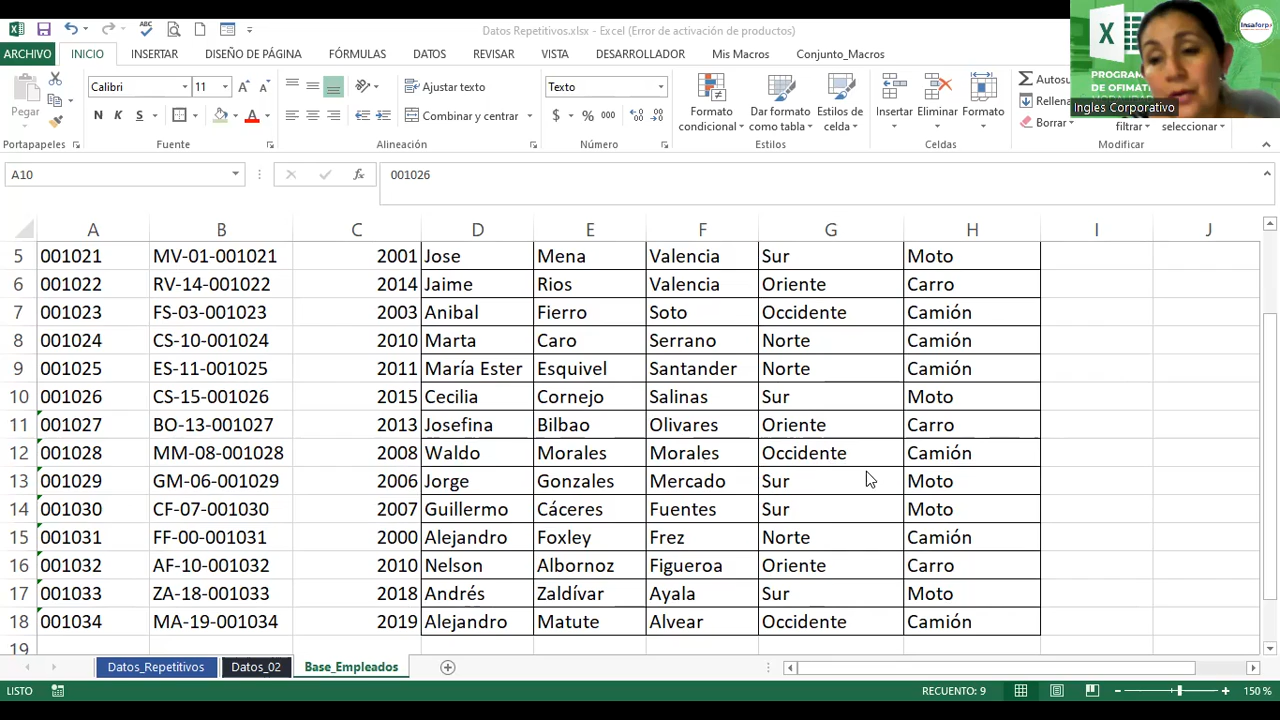 Datos Repetitivos.xlsx - Excel (Error de activación de productos)
ARCHIVO INICIO INSERTAR DISEÑO DE PÁGINA FÓRMULAS DATOS REVISAR VISTA DESARROLLADOR Mis Macros Conjunto_Macros
Insaforp
PROGRAM
DE OFIMAT
Ingles Corporativo
Pegar
Calibri 11
N K S
Ajustar texto
Combinar y centrar
Texto
$ % 000
Formato condicional
Dar formato como tabla
Estilos de celda
Insertar Eliminar Formato
Autosu
Rellena
Borrar
filtrar
seleccionar
Portapapeles Fuente Alineación Número Estilos Celdas Modificar
A10 fx 001026
A B C D E F G H I J
5 001021 MV-01-001021 2001 Jose Mena Valencia Sur Moto
6 001022 RV-14-001022 2014 Jaime Rios Valencia Oriente Carro
7 001023 FS-03-001023 2003 Anibal Fierro Soto Occidente Camión
8 001024 CS-10-001024 2010 Marta Caro Serrano Norte Camión
9 001025 ES-11-001025 2011 María Ester Esquivel Santander Norte Camión
10 001026 CS-15-001026 2015 Cecilia Cornejo Salinas Sur Moto
11 001027 BO-13-001027 2013 Josefina Bilbao Olivares Oriente Carro
12 001028 MM-08-001028 2008 Waldo Morales Morales Occidente Camión
13 001029 GM-06-001029 2006 Jorge Gonzales Mercado Sur Moto
14 001030 CF-07-001030 2007 Guillermo Cáceres Fuentes Sur Moto
15 001031 FF-00-001031 2000 Alejandro Foxley Frez Norte Camión
16 001032 AF-10-001032 2010 Nelson Albornoz Figueroa Oriente Carro
17 001033 ZA-18-001033 2018 Andrés Zaldívar Ayala Sur Moto
18 001034 MA-19-001034 2019 Alejandro Matute Alvear Occidente Camión
19
Datos_Repetitivos Datos_02 Base_Empleados
LISTO RECUENTO: 9 150 %